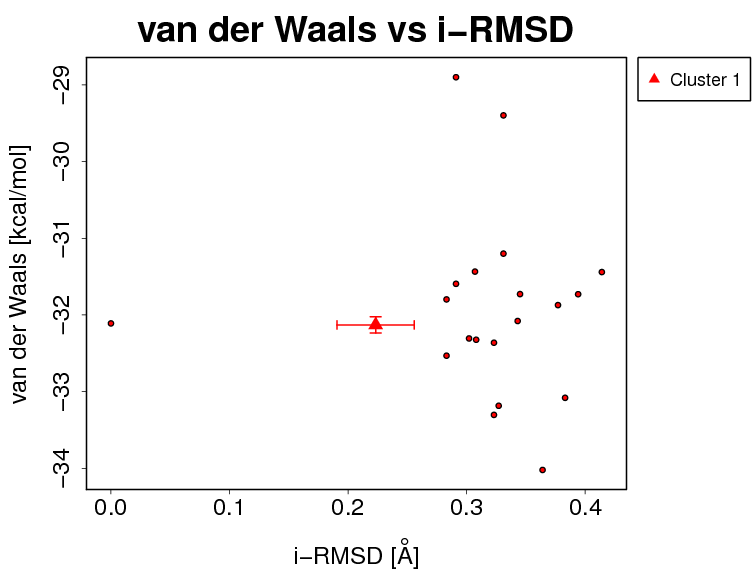 van der Waals vs i−RMSD
Cluster 1
van der Waals [kcal/mol]
−29
−30
−31
−32
−33
−34
0.0 0.1 0.2 0.3 0.4
i−RMSD [Å]